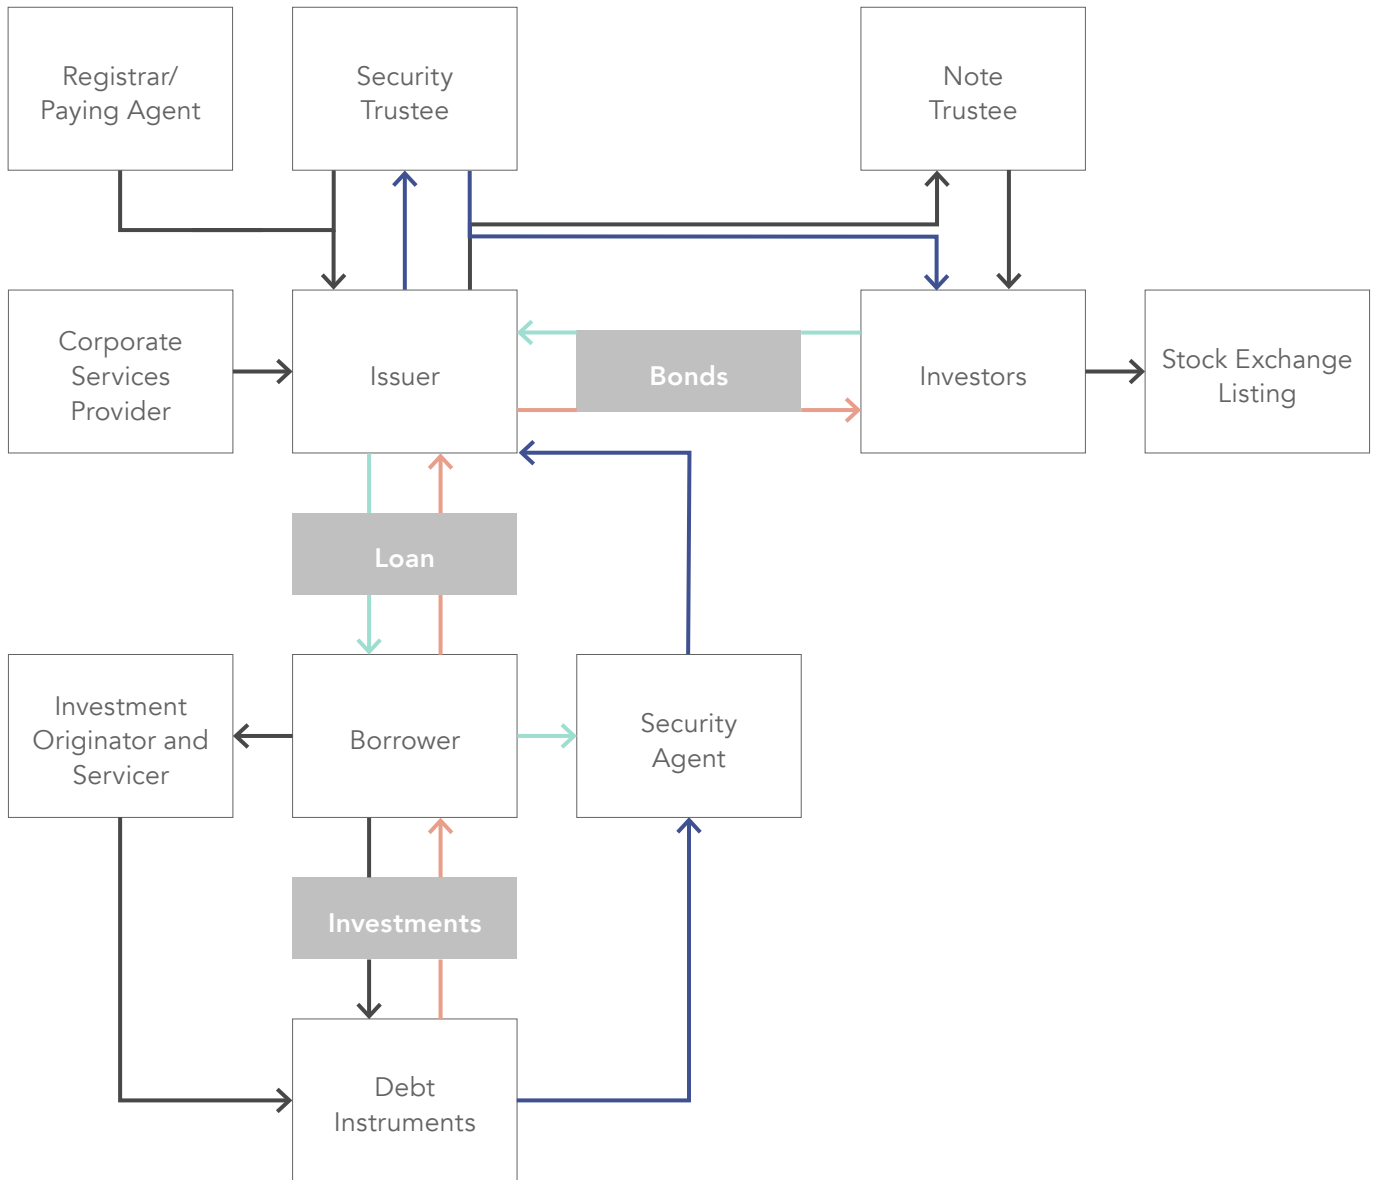 Registrar/
Paying Agent
Security
Trustee
Note
Trustee
Corporate
Services
Provider
Issuer
Bonds
Investors
Stock Exchange
Listing
Loan
Investment
Originator and
Servicer
Borrower
Security
Agent
Investments
Debt
Instruments